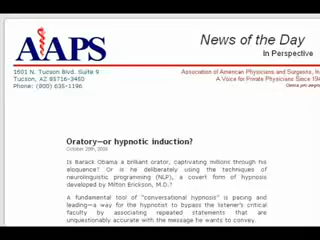 AAPS
News of the Day
In Perspective
1601 N. Tucson Blvd. Suite 9
Tucson, AZ 85716-3450
Phone: (800) 635-1196
Association of American Physicians and Surgeons, In
A Voice for Private Physicians Since 194
Omnia pro aegro
Oratory—or hypnotic induction?
October 25th, 2008
Is Barack Obama a brilliant orator, captivating millions through his
eloquence? Or is he deliberately using the techniques of
neurolinguistic programming (NLP), a covert form of hypnosis
developed by Milton Erickson, M.D.?
A fundamental tool of "conversational hypnosis" is pacing and
leading—a way for the hypnotist to bypass the listener's critical
faculty by associating repeated statements that are
unquestionably accurate with the message he wants to convey.